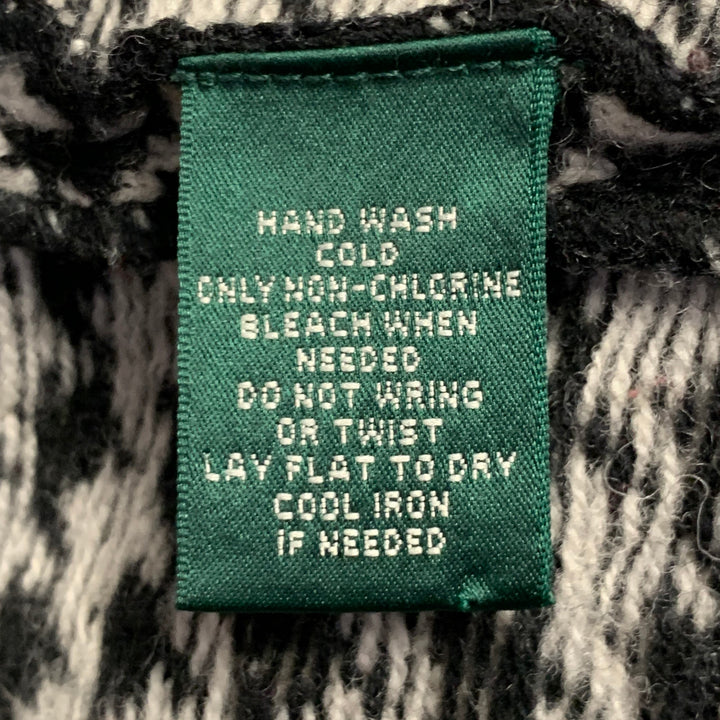 HAND WASH
COLD
ONLY NON-CHLORINE
BLEACH WHEN
NEEDED
DO NOT WRING
OR TWIST
LAY FLAT TO DRY
COOL IRON
IF NEEDED